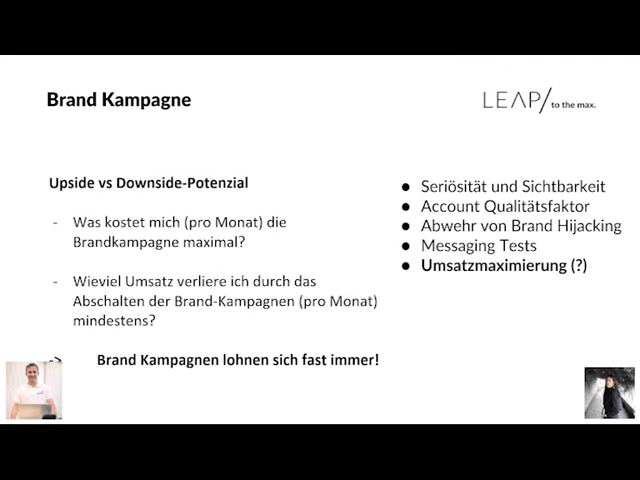 Brand Kampagne
LEAP/ to the max.
Upside vs Downside-Potenzial
- Was kostet mich (pro Monat) die
Brandkampagne maximal?
- Wieviel Umsatz verliere ich durch das
Abschalten der Brand-Kampagnen (pro Monat)
mindestens?
Brand Kampagnen lohnen sich fast immer!
● Seriösität und Sichtbarkeit
● Account Qualitätsfaktor
● Abwehr von Brand Hijacking
● Messaging Tests
● Umsatzmaximierung (?)